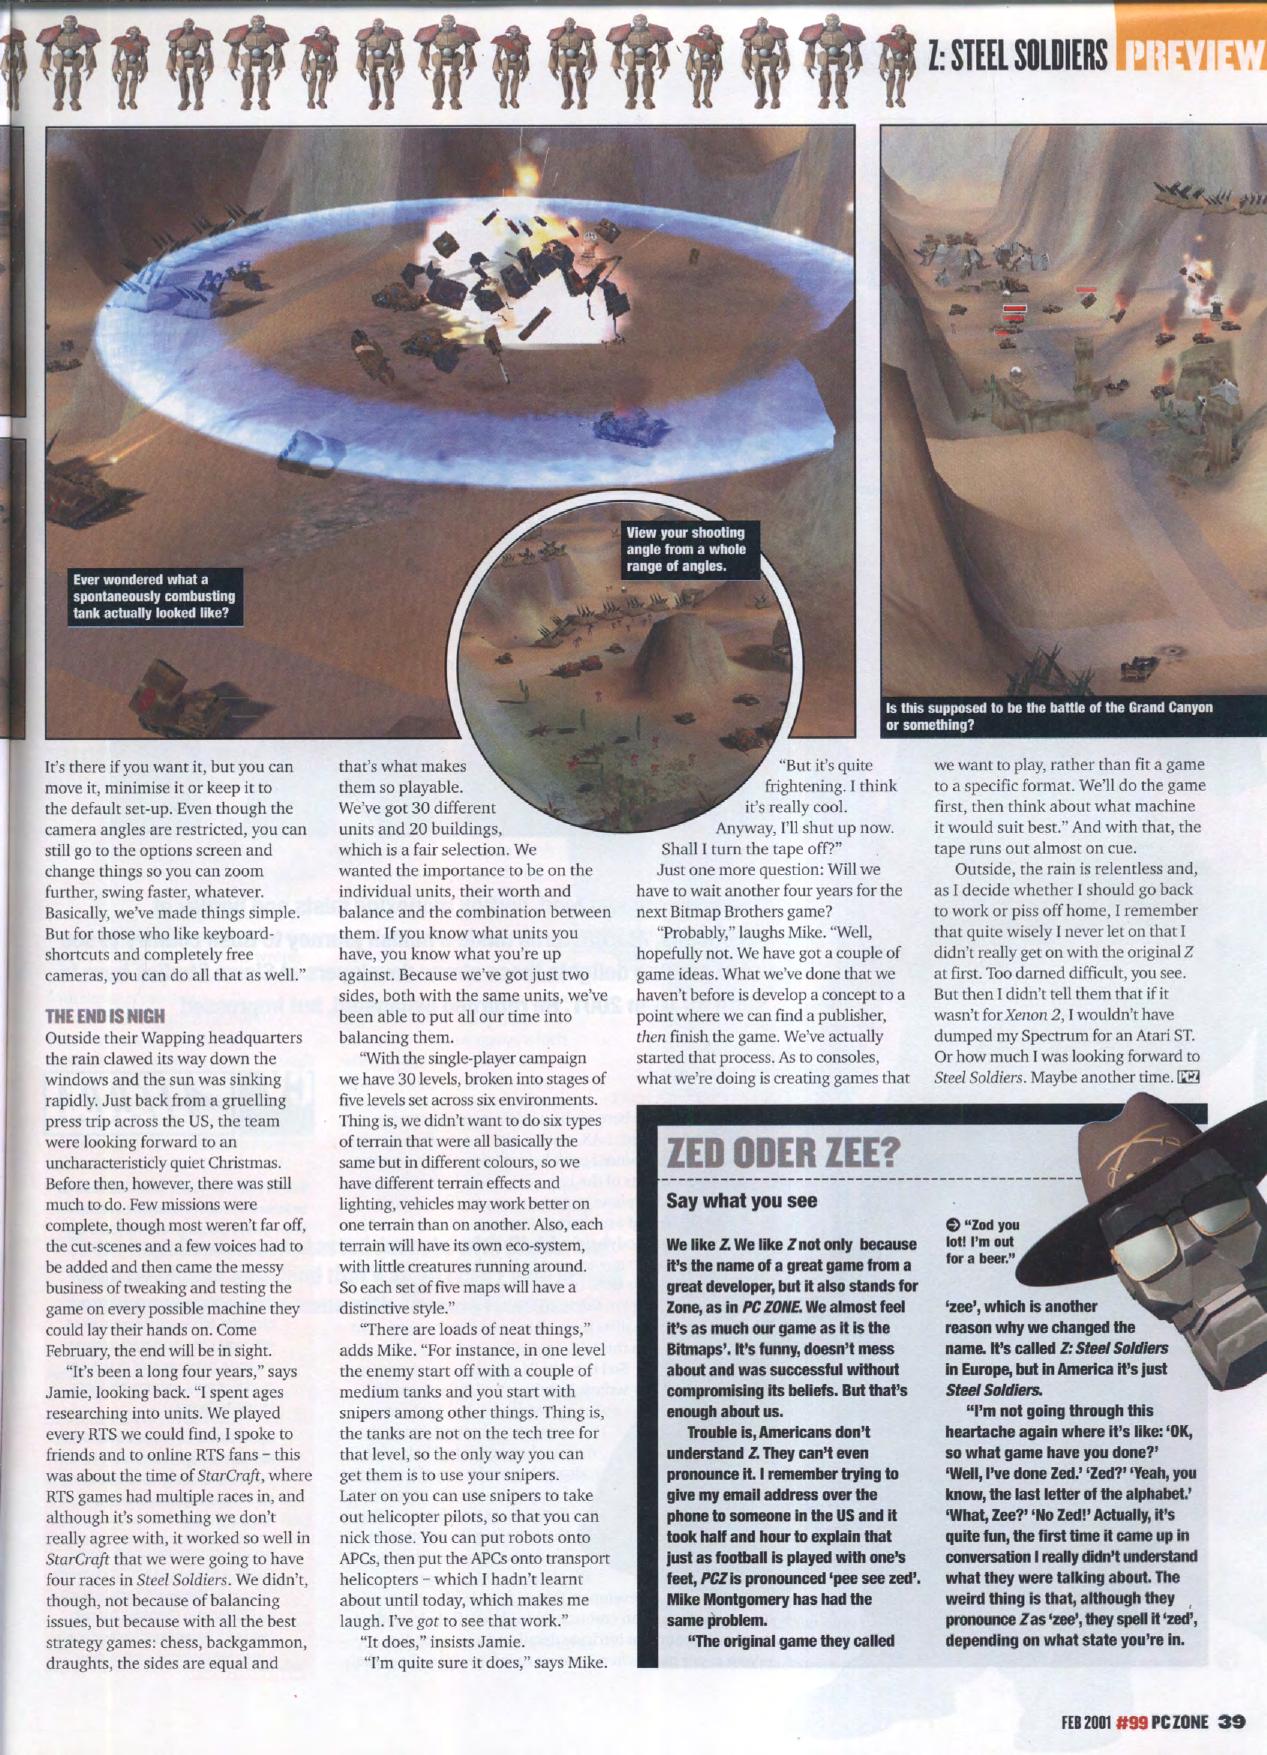 Z: STEEL SOLDIERS PREVIEW
Ever wondered what a
spontaneously combusting
tank actually looked like?
View your shooting
angle from a whole
range of angles.
Is this supposed to be the battle of the Grand Canyon
or something?
It's there if you want it, but you can
move it, minimise it or keep it to
the default set-up. Even though the
camera angles are restricted, you can
still go to the options screen and
change things so you can zoom
further, swing faster, whatever.
Basically, we've made things simple.
But for those who like keyboard-
shortcuts and completely free
cameras, you can do all that as well."
THE END IS NIGH
Outside their Wapping headquarters
the rain clawed its way down the
windows and the sun was sinking
rapidly. Just back from a gruelling
press trip across the US, the team
were looking forward to an
uncharacteristicly quiet Christmas.
Before then, however, there was still
much to do. Few missions were
complete, though most weren't far off,
the cut-scenes and a few voices had to
be added and then came the messy
business of tweaking and testing the
game on every possible machine they
could lay their hands on. Come
February, the end will be in sight.
"It's been a long four years," says
Jamie, looking back. "I spent ages
researching into units. We played
every RTS we could find, I spoke to
friends and to online RTS fans – this
was about the time of StarCraft, where
RTS games had multiple races in, and
although it's something we don't
really agree with, it worked so well in
StarCraft that we were going to have
four races in Steel Soldiers. We didn't,
though, not because of balancing
issues, but because with all the best
strategy games: chess, backgammon,
draughts, the sides are equal and
that's what makes
them so playable.
We've got 30 different
units and 20 buildings,
which is a fair selection. We
wanted the importance to be on the
individual units, their worth and
balance and the combination between
them. If you know what units you
have, you know what you're up
against. Because we've got just two
sides, both with the same units, we've
been able to put all our time into
balancing them.
"With the single-player campaign
we have 30 levels, broken into stages of
five levels set across six environments.
Thing is, we didn't want to do six types
of terrain that were all basically the
same but in different colours, so we
have different terrain effects and
lighting, vehicles may work better on
one terrain than on another. Also, each
terrain will have its own eco-system,
with little creatures running around.
So each set of five maps will have a
distinctive style."
"There are loads of neat things,"
adds Mike. "For instance, in one level
the enemy start off with a couple of
medium tanks and you start with
snipers among other things. Thing is,
the tanks are not on the tech tree for
that level, so the only way you can
get them is to use your snipers.
Later on you can use snipers to take
out helicopter pilots, so that you can
nick those. You can put robots onto
APCs, then put the APCs onto transport
helicopters – which I hadn't learnt
about until today, which makes me
laugh. I've got to see that work."
"It does," insists Jamie.
"I'm quite sure it does," says Mike.
"But it's quite
frightening. I think
it's really cool.
Anyway, I'll shut up now.
Shall I turn the tape off?"
Just one more question: Will we
have to wait another four years for the
next Bitmap Brothers game?
"Probably," laughs Mike. "Well,
hopefully not. We have got a couple of
game ideas. What we've done that we
haven't before is develop a concept to a
point where we can find a publisher,
then finish the game. We've actually
started that process. As to consoles,
what we're doing is creating games that
we want to play, rather than fit a game
to a specific format. We'll do the game
first, then think about what machine
it would suit best." And with that, the
tape runs out almost on cue.
Outside, the rain is relentless and,
as I decide whether I should go back
to work or piss off home, I remember
that quite wisely I never let on that I
didn't really get on with the original Z
at first. Too darned difficult, you see.
But then I didn't tell them that if it
wasn't for Xenon 2, I wouldn't have
dumped my Spectrum for an Atari ST.
Or how much I was looking forward to
Steel Soldiers. Maybe another time. PCZ
ZED ODER ZEE?
Say what you see
We like Z. We like Z not only because
it's the name of a great game from a
great developer, but it also stands for
Zone, as in PC ZONE. We almost feel
it's as much our game as it is the
Bitmaps'. It's funny, doesn't mess
about and was successful without
compromising its beliefs. But that's
enough about us.
Trouble is, Americans don't
understand Z. They can't even
pronounce it. I remember trying to
give my email address over the
phone to someone in the US and it
took half and hour to explain that
just as football is played with one's
feet, PCZ is pronounced 'pee see zed'.
Mike Montgomery has had the
same problem.
"The original game they called
"Zod you
lot! I'm out
for a beer."
'zee', which is another
reason why we changed the
name. It's called Z: Steel Soldiers
in Europe, but in America it's just
Steel Soldiers.
"I'm not going through this
heartache again where it's like: 'OK,
so what game have you done?'
'Well, I've done Zed.' 'Zed?' 'Yeah, you
know, the last letter of the alphabet.'
'What, Zee?' 'No Zed!' Actually, it's
quite fun, the first time it came up in
conversation I really didn't understand
what they were talking about. The
weird thing is that, although they
pronounce Z as 'zee', they spell it 'zed',
depending on what state you're in.
FEB 2001 #99 PC ZONE 39